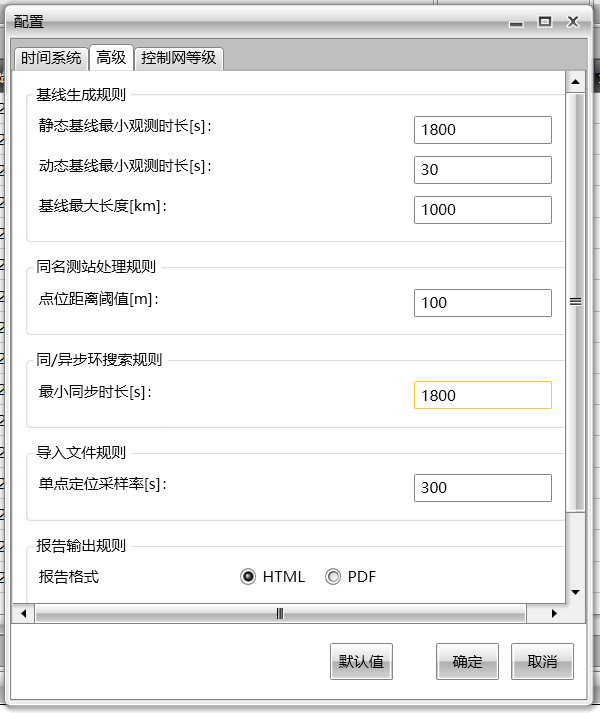 配置
时间系统 高级 控制网等级
基线生成规则
静态基线最小观测时长[s]: 1800
动态基线最小观测时长[s]: 30
基线最大长度[km]: 1000
同名测站处理规则
点位距离阈值[m]: 100
同/异步环搜索规则
最小同步时长[s]: 1800
导入文件规则
单点定位采样率[s]: 300
报告输出规则
报告格式 HTML PDF
默认值 确定 取消